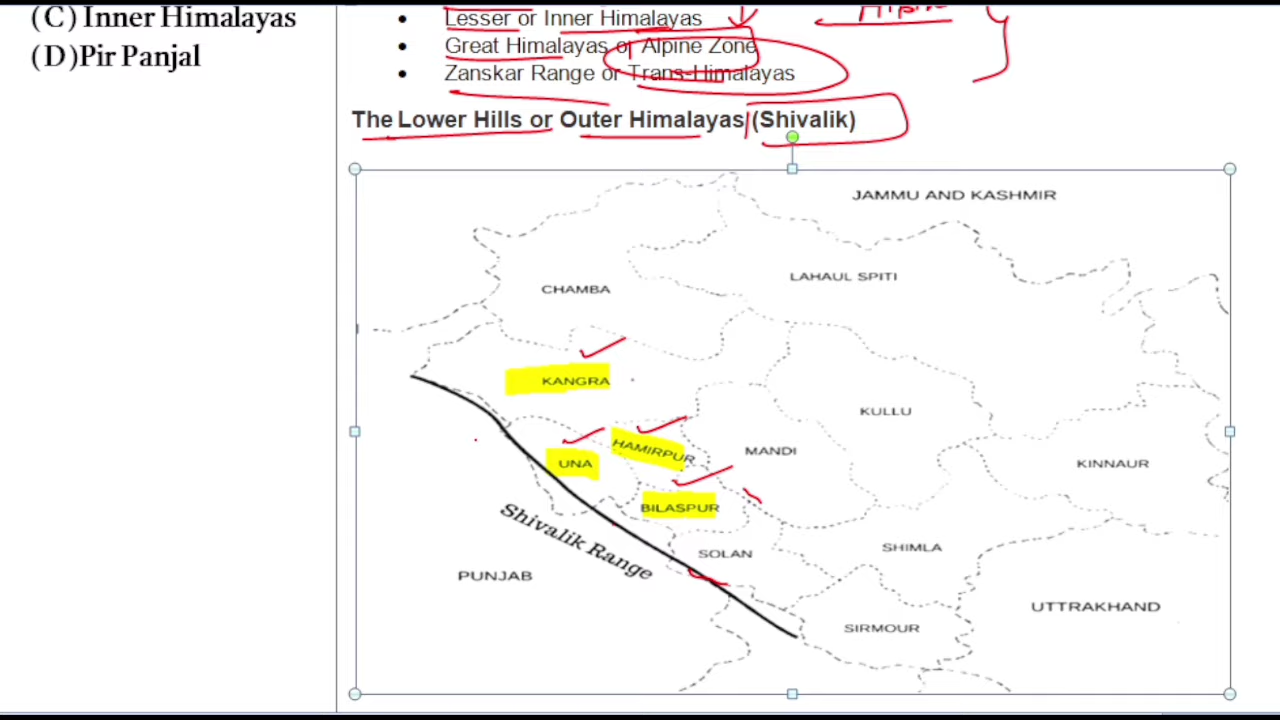 (C) Inner Himalayas
(D)Pir Panjal
• Lesser or Inner Himalayas
• Great Himalayas or Alpine Zone
• Zanskar Range or Trans-Himalayas
The Lower Hills or Outer Himalayas (Shivalik)
JAMMU AND KASHMIR
LAHAUL SPITI
CHAMBA
KANGRA
KULLU
HAMIRPUR
MANDI
UNA
KINNAUR
BILASPUR
Shivalik Range
SHIMLA
SOLAN
PUNJAB
UTTRAKHAND
SIRMOUR